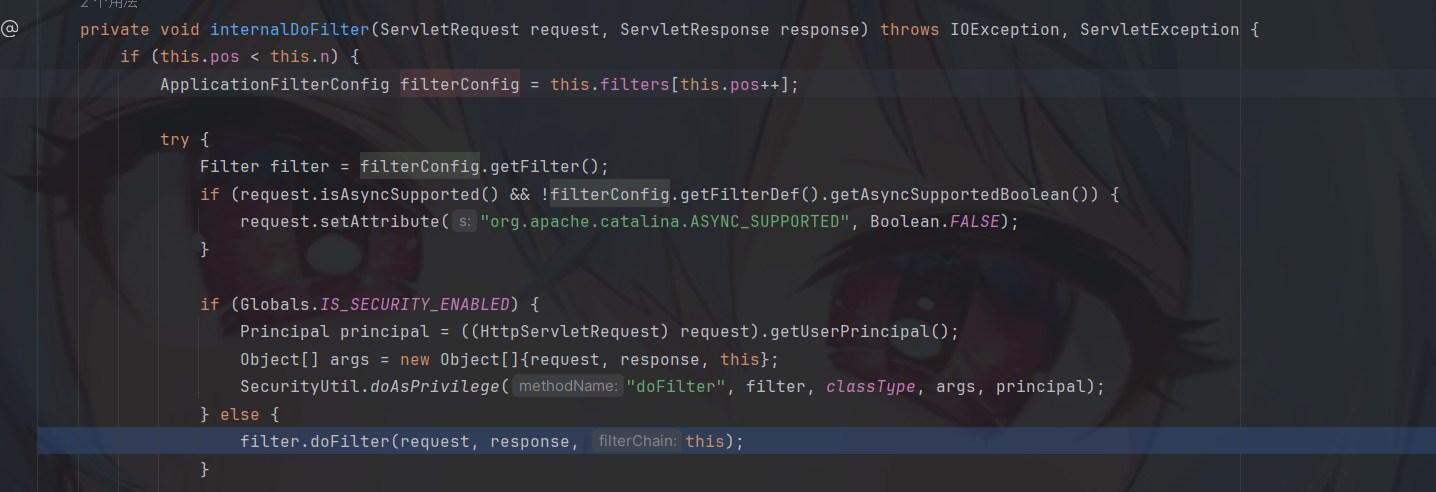 2 个用法
@
private void internalDoFilter(ServletRequest request, ServletResponse response) throws IOException, ServletException {
if (this.pos < this.n) {
ApplicationFilterConfig filterConfig = this.filters[this.pos++];
try {
Filter filter = filterConfig.getFilter();
if (request.isAsyncSupported() && !filterConfig.getFilterDef().getAsyncSupportedBoolean()) {
request.setAttribute( s: "org.apache.catalina.ASYNC_SUPPORTED", Boolean.FALSE);
}
if (Globals.IS_SECURITY_ENABLED) {
Principal principal = ((HttpServletRequest) request).getUserPrincipal();
Object[] args = new Object[]{request, response, this};
SecurityUtil.doAsPrivilege( methodName: "doFilter", filter, classType, args, principal);
} else {
filter.doFilter(request, response, filterChain: this);
}